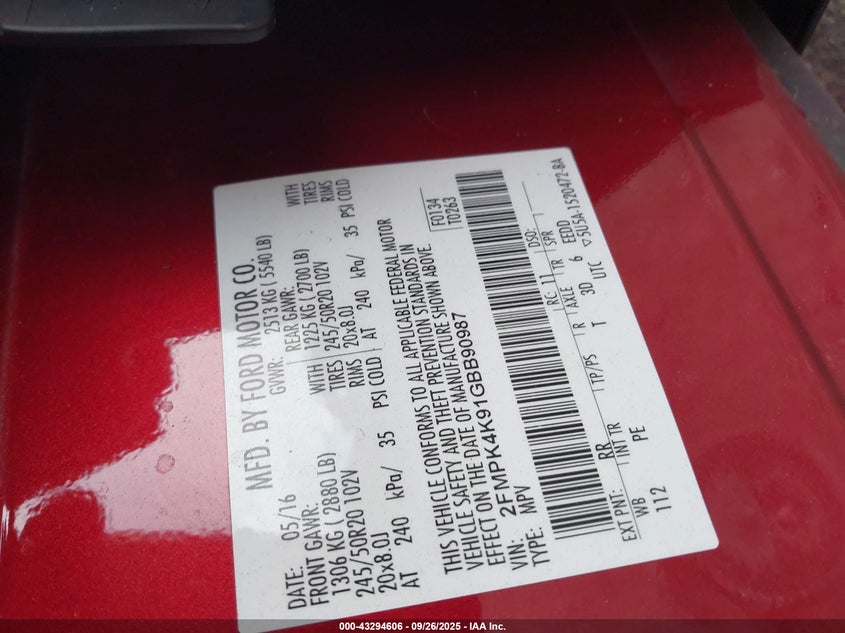 MFD. BY FORD MOTOR CO.
DATE: 05/16 GVWR: 2513 KG ( 5540 LB)
FRONT GAWR: REAR GAWR:
1306 KG ( 2880 LB) WITH 1225 KG ( 2700 LB) WITH
245/50R20 102V TIRES 245/50R20 102V TIRES
20x8.0J RIMS 20x8.0J RIMS
AT 240 kPa/ 35 PSI COLD AT 240 kPa/ 35 PSI COLD
THIS VEHICLE CONFORMS TO ALL APPLICABLE FEDERAL MOTOR
VEHICLE SAFETY AND THEFT PREVENTION STANDARDS IN
EFFECT ON THE DATE OF MANUFACTURE SHOWN ABOVE.
F0134
T0263
VIN: 2FMPK4K91GBB90987
TYPE: MPV
EXT PNT: RR RC: 11 DSO:
WB INT TR TP/PS R AXLE TR SPR
112 PE T 3D 6 EEDD
UTC ▽5U5A-1520472-BA
000-43294606 - 09/26/2025 - IAA Inc.